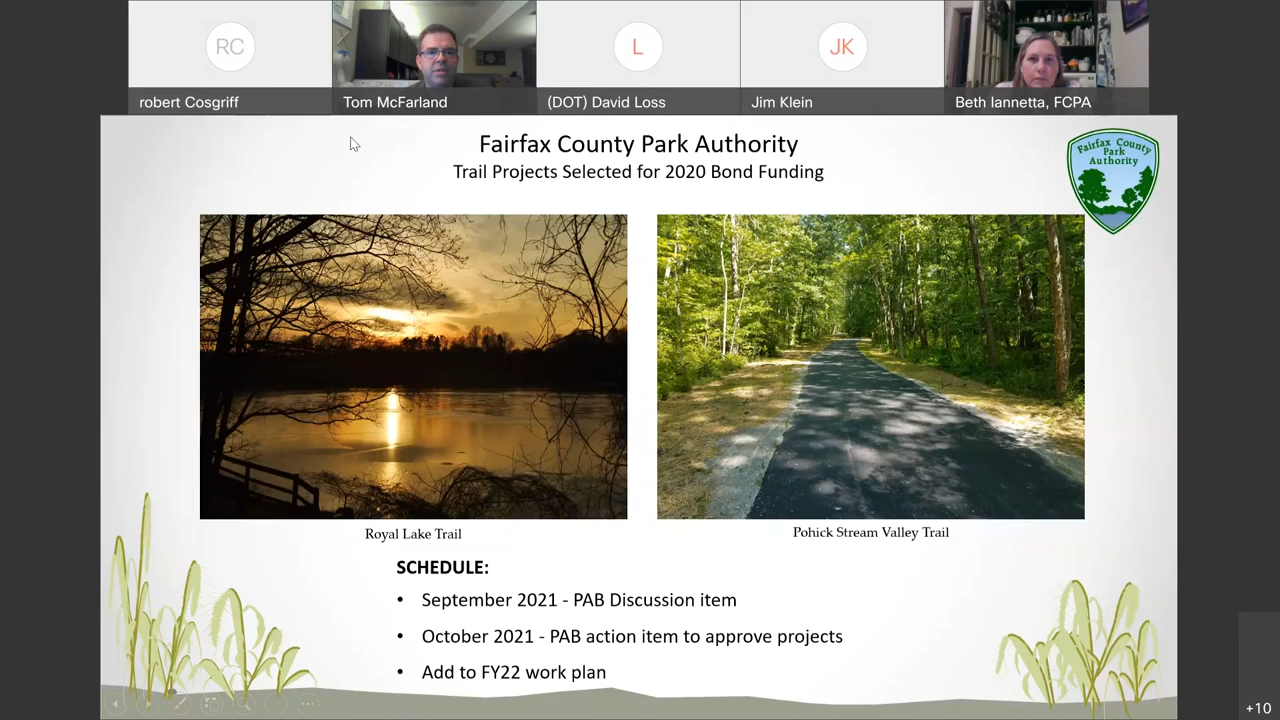 RC
L
JK
robert Cosgriff
Tom McFarland
(DOT) David Loss
Jim Klein
Beth Iannetta, FCPA
Fairfax County Park Authority
Trail Projects Selected for 2020 Bond Funding
Fairfax County
Park
Authority
Royal Lake Trail
Pohick Stream Valley Trail
SCHEDULE:
• September 2021 - PAB Discussion item
• October 2021 - PAB action item to approve projects
• Add to FY22 work plan
+10